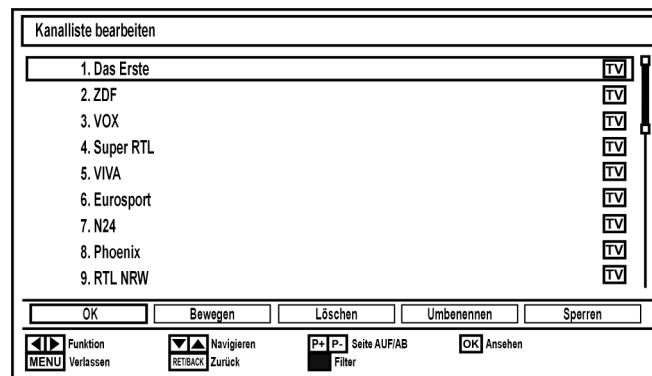 Kanalliste bearbeiten
1. Das Erste TV
2. ZDF TV
3. VOX TV
4. Super RTL TV
5. VIVA TV
6. Eurosport TV
7. N24 TV
8. Phoenix TV
9. RTL NRW TV
OK Bewegen Löschen Umbenennen Sperren
Funktion Navigieren P+ P- Seite AUF/AB OK Ansehen
MENU Verlassen RET/BACK Zurück Filter